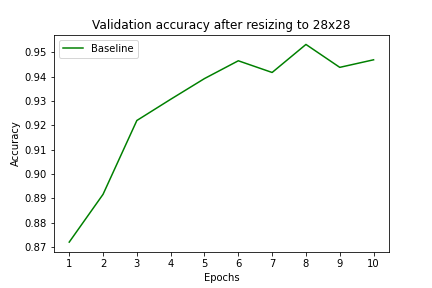 Validation accuracy after resizing to 28x28
Baseline
0.95
0.94
0.93
0.92
0.91
0.90
0.89
0.88
0.87
Accuracy
1 2 3 4 5 6 7 8 9 10
Epochs